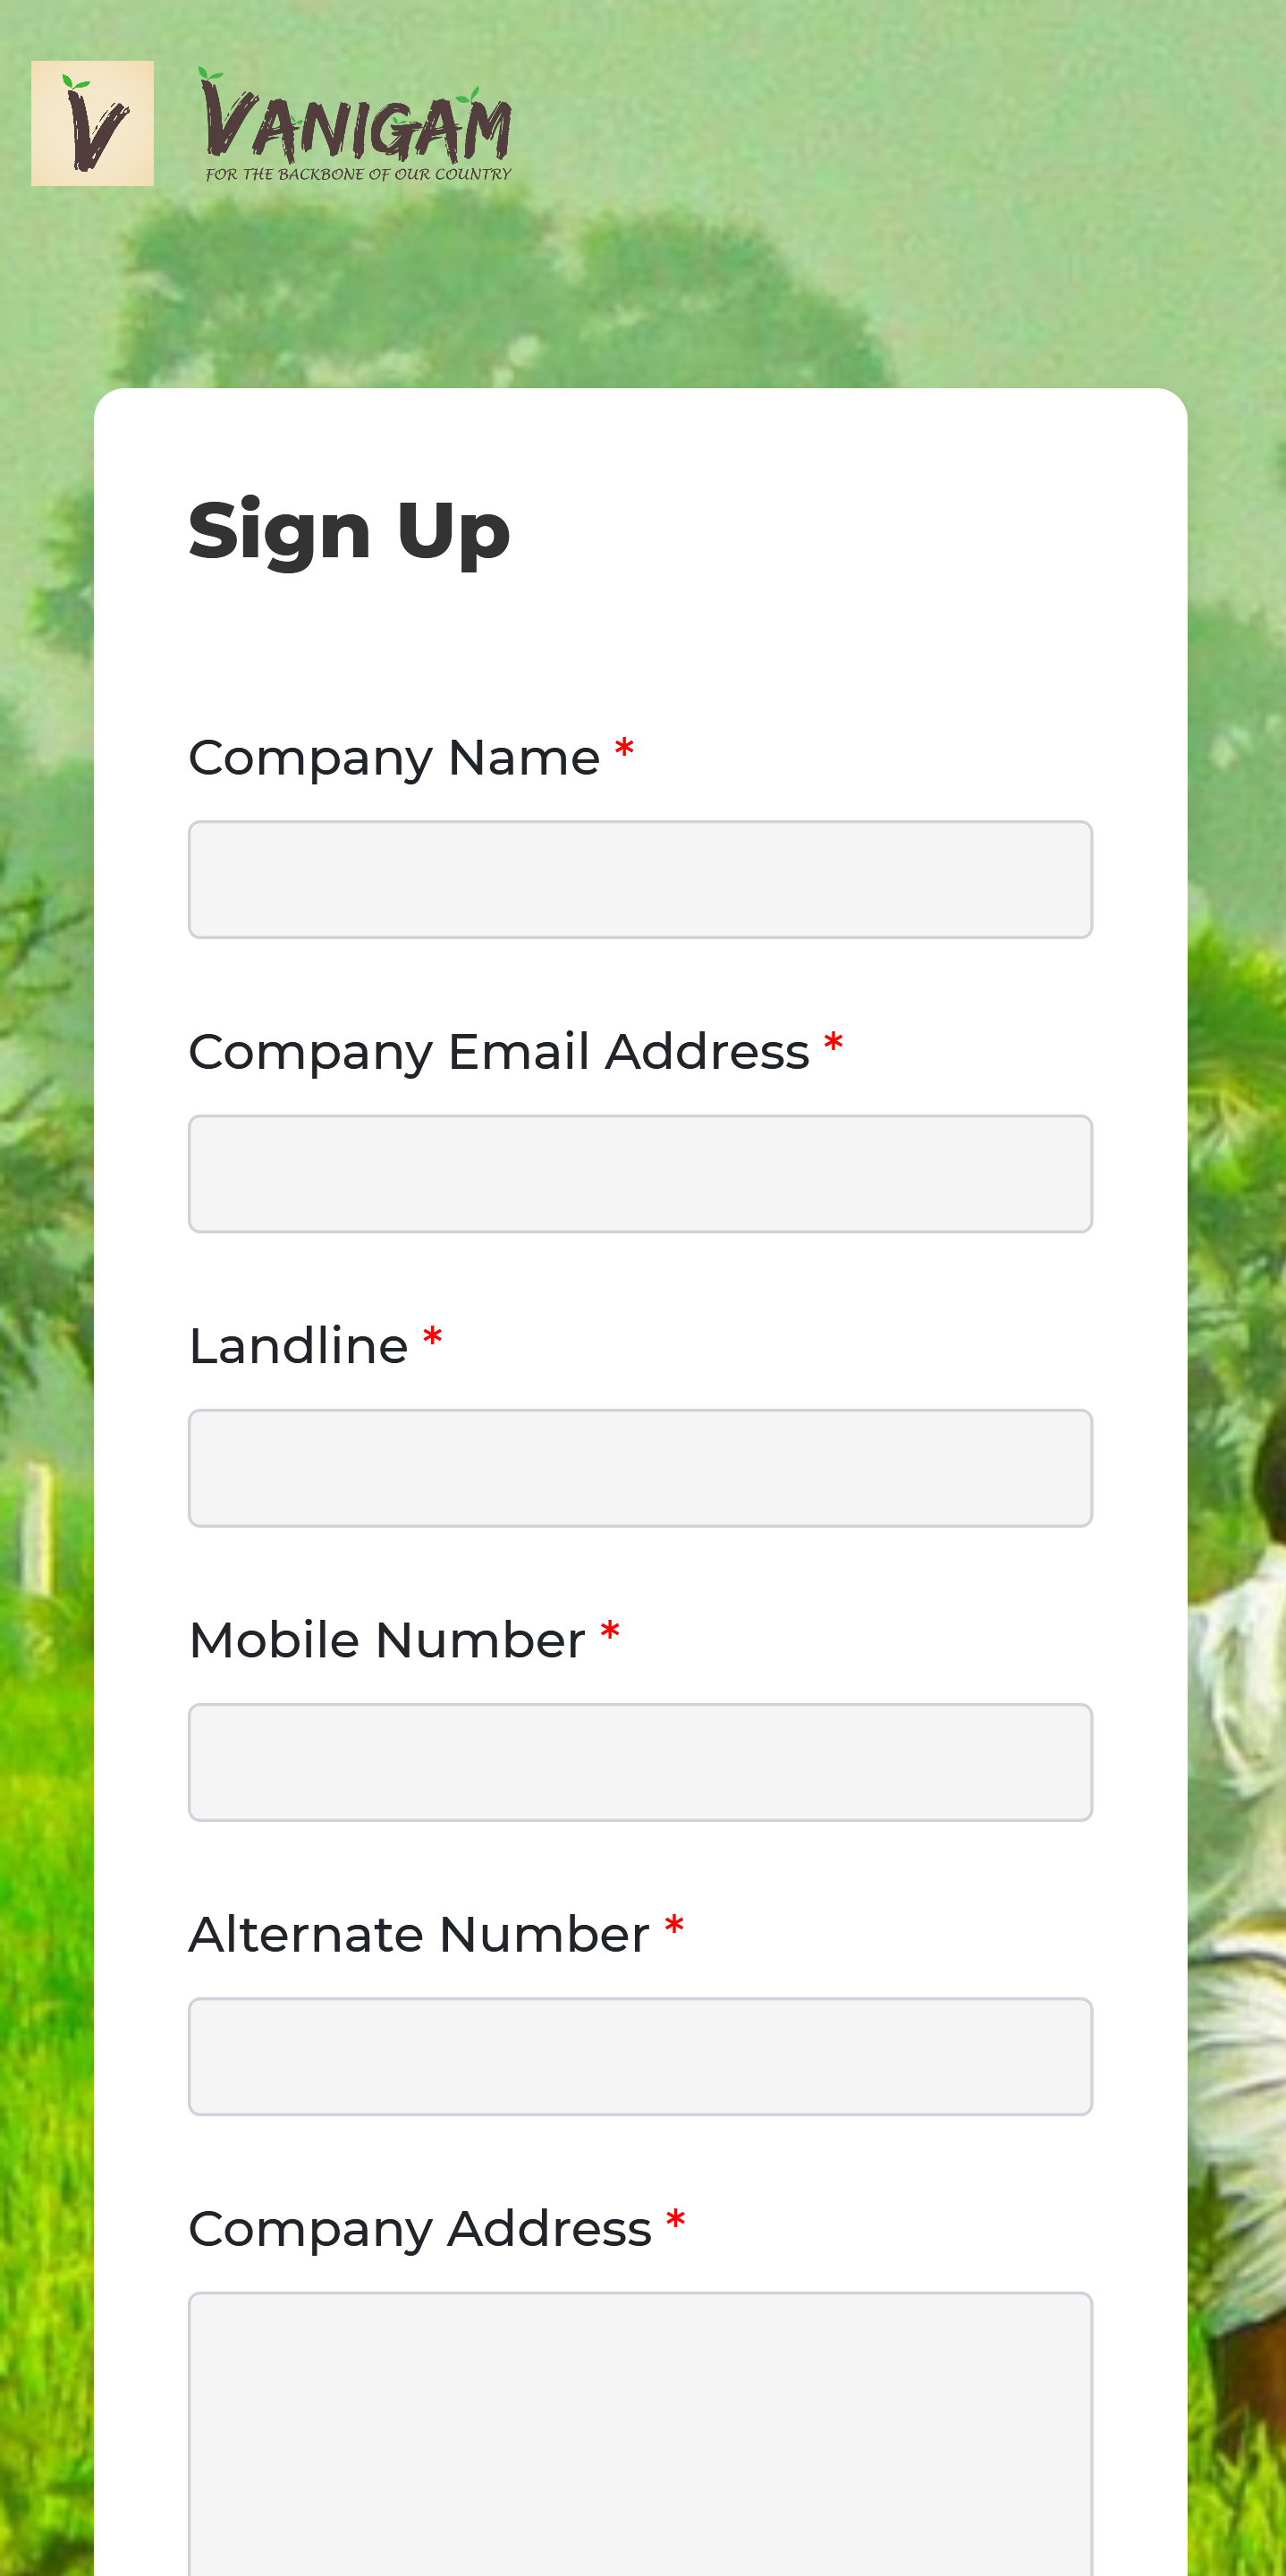 V
VANIGAM
FOR THE BACKBONE OF OUR COUNTRY
Sign Up
Company Name *
Company Email Address *
Landline *
Mobile Number *
Alternate Number *
Company Address *